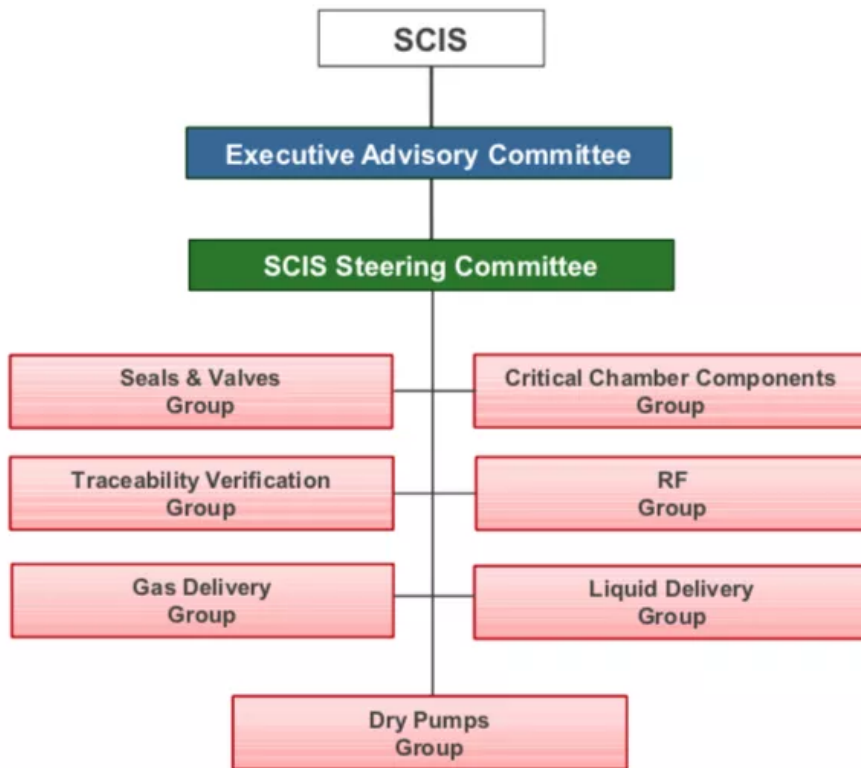 SCIS
Executive Advisory Committee
SCIS Steering Committee
Seals & Valves
Group
Critical Chamber Components
Group
Traceability Verification
Group
RF
Group
Gas Delivery
Group
Liquid Delivery
Group
Dry Pumps
Group